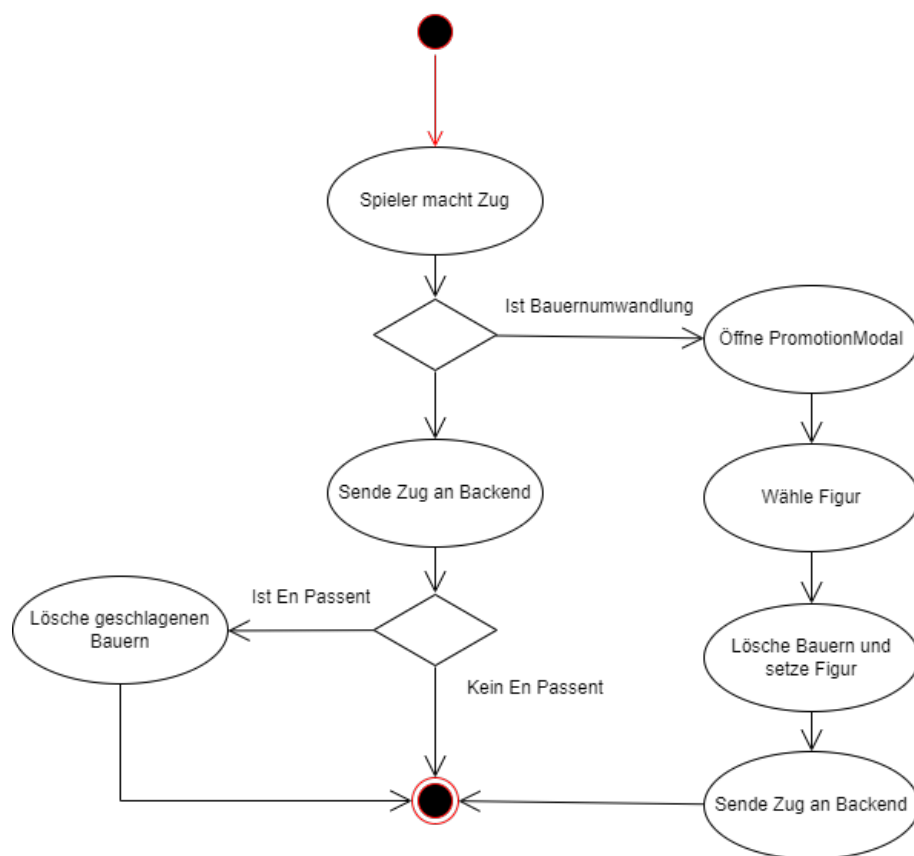 Spieler macht Zug
Ist Bauernumwandlung
Öffne PromotionModal
Sende Zug an Backend
Wähle Figur
Ist En Passent
Lösche geschlagenen
Bauern
Kein En Passent
Lösche Bauern und
setze Figur
Sende Zug an Backend